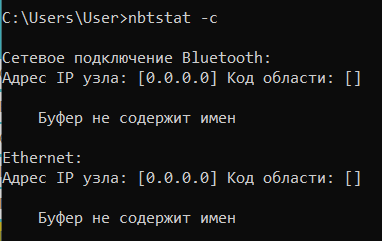 C:\Users\User>nbtstat -c
Сетевое подключение Bluetooth:
Адрес IP узла: [0.0.0.0] Код области: []
Буфер не содержит имен
Ethernet:
Адрес IP узла: [0.0.0.0] Код области: []
Буфер не содержит имен